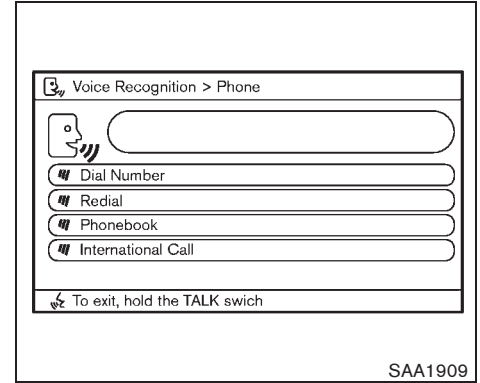 Voice Recognition > Phone
Dial Number
Redial
Phonebook
International Call
To exit, hold the TALK swich
SAA1909